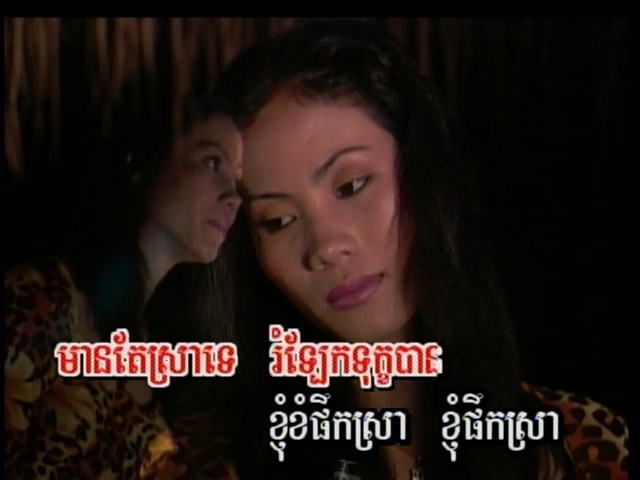 មានតែស្រាទេ រំឡែកទុក្ខបាន
ខ្ញុំខំផឹកស្រា ខ្ញុំផឹកស្រា